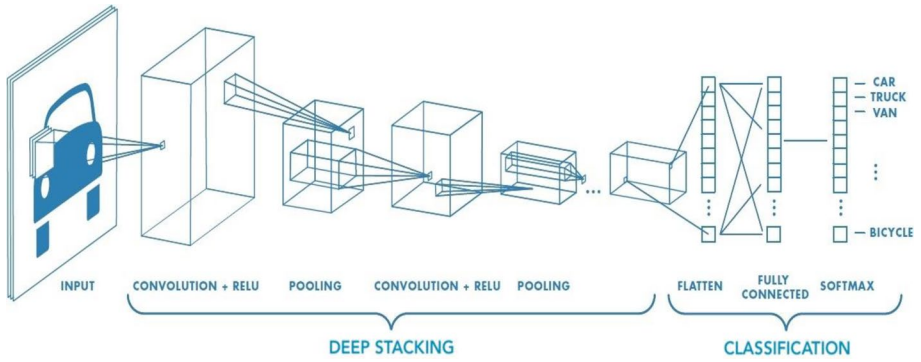 CAR
TRUCK
VAN
BICYCLE
INPUT
CONVOLUTION + RELU
POOLING
CONVOLUTION + RELU
POOLING
FLATTEN
FULLY
CONNECTED
SOFTMAX
DEEP STACKING
CLASSIFICATION